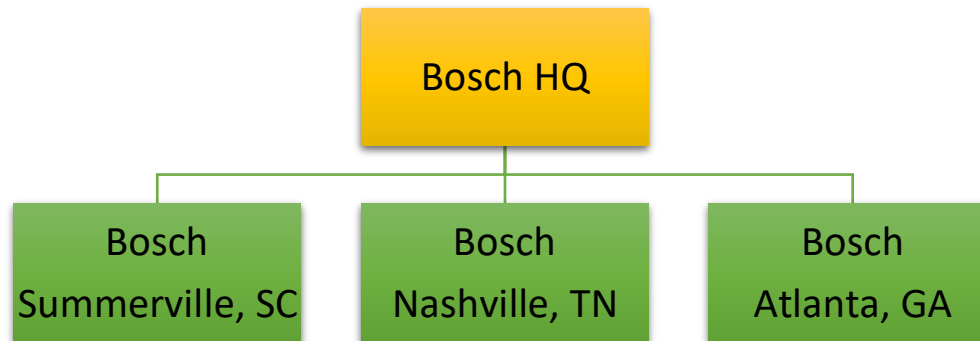 Bosch HQ
Bosch
Summerville, SC
Bosch
Nashville, TN
Bosch
Atlanta, GA